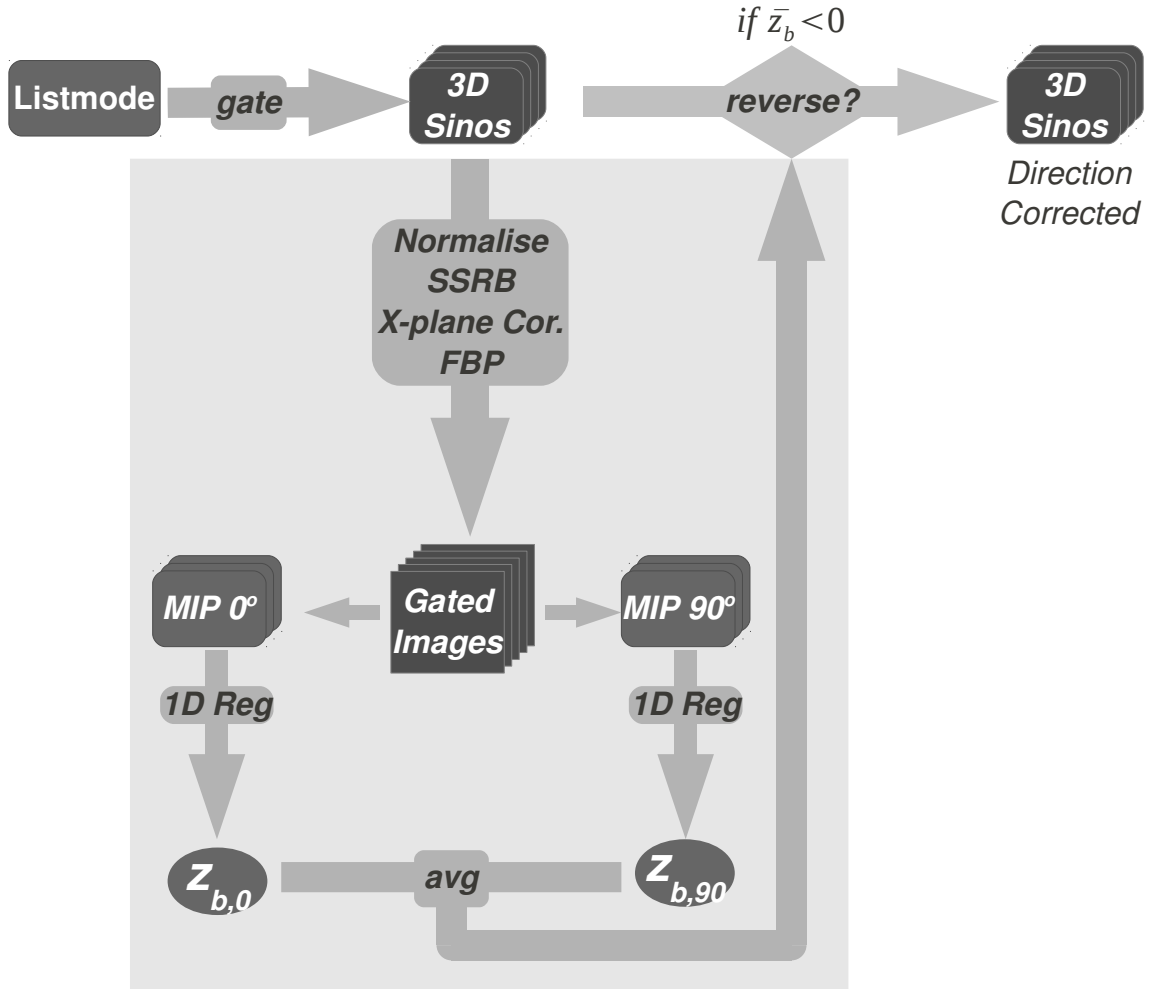 if z̄_b<0
Listmode
gate
3D
Sinos
reverse?
3D
Sinos
Direction
Corrected
Normalise
SSRB
X-plane Cor.
FBP
MIP 0º
Gated
Images
MIP 90º
1D Reg
1D Reg
z_b,0
avg
z_b,90